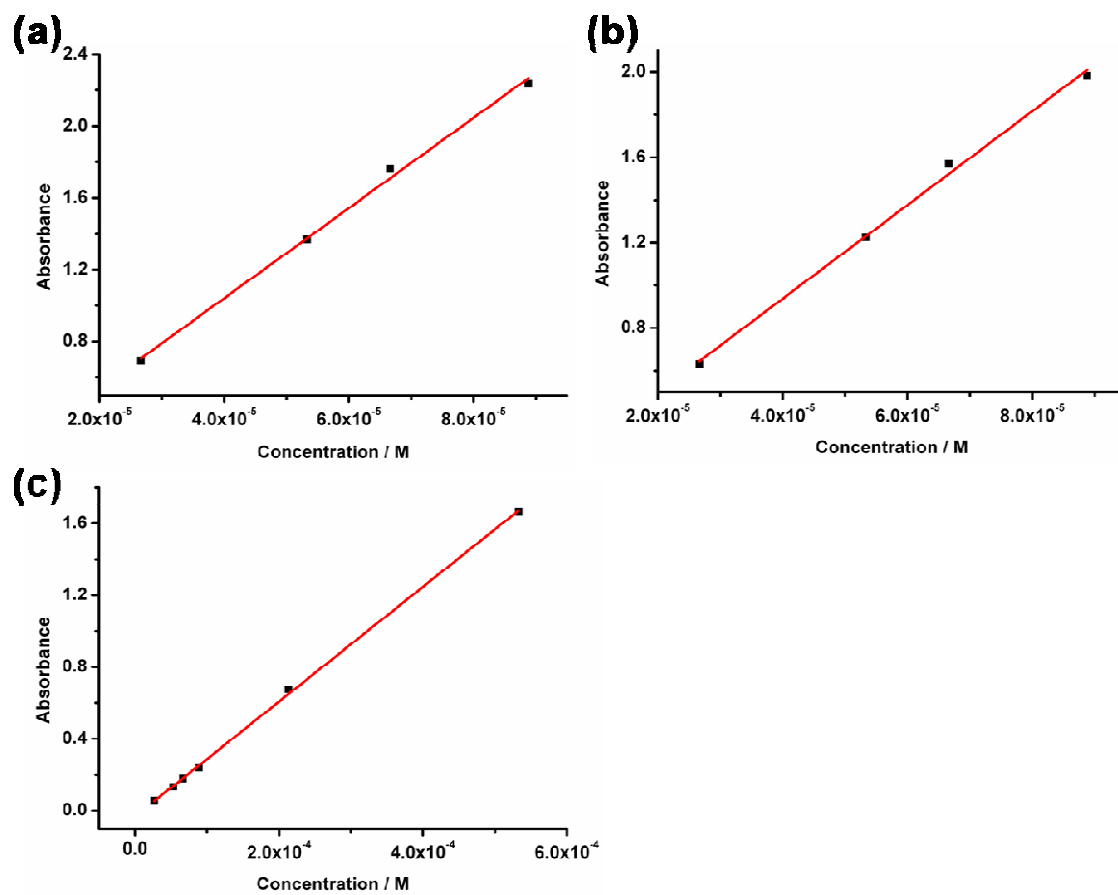 (a)
2.4
2.0
1.6
1.2
0.8
Absorbance
2.0x10⁻⁵ 4.0x10⁻⁵ 6.0x10⁻⁵ 8.0x10⁻⁵
Concentration / M
(b)
2.0
1.6
1.2
0.8
Absorbance
2.0x10⁻⁵ 4.0x10⁻⁵ 6.0x10⁻⁵ 8.0x10⁻⁵
Concentration / M
(c)
1.6
1.2
0.8
0.4
0.0
Absorbance
0.0 2.0x10⁻⁴ 4.0x10⁻⁴ 6.0x10⁻⁴
Concentration / M